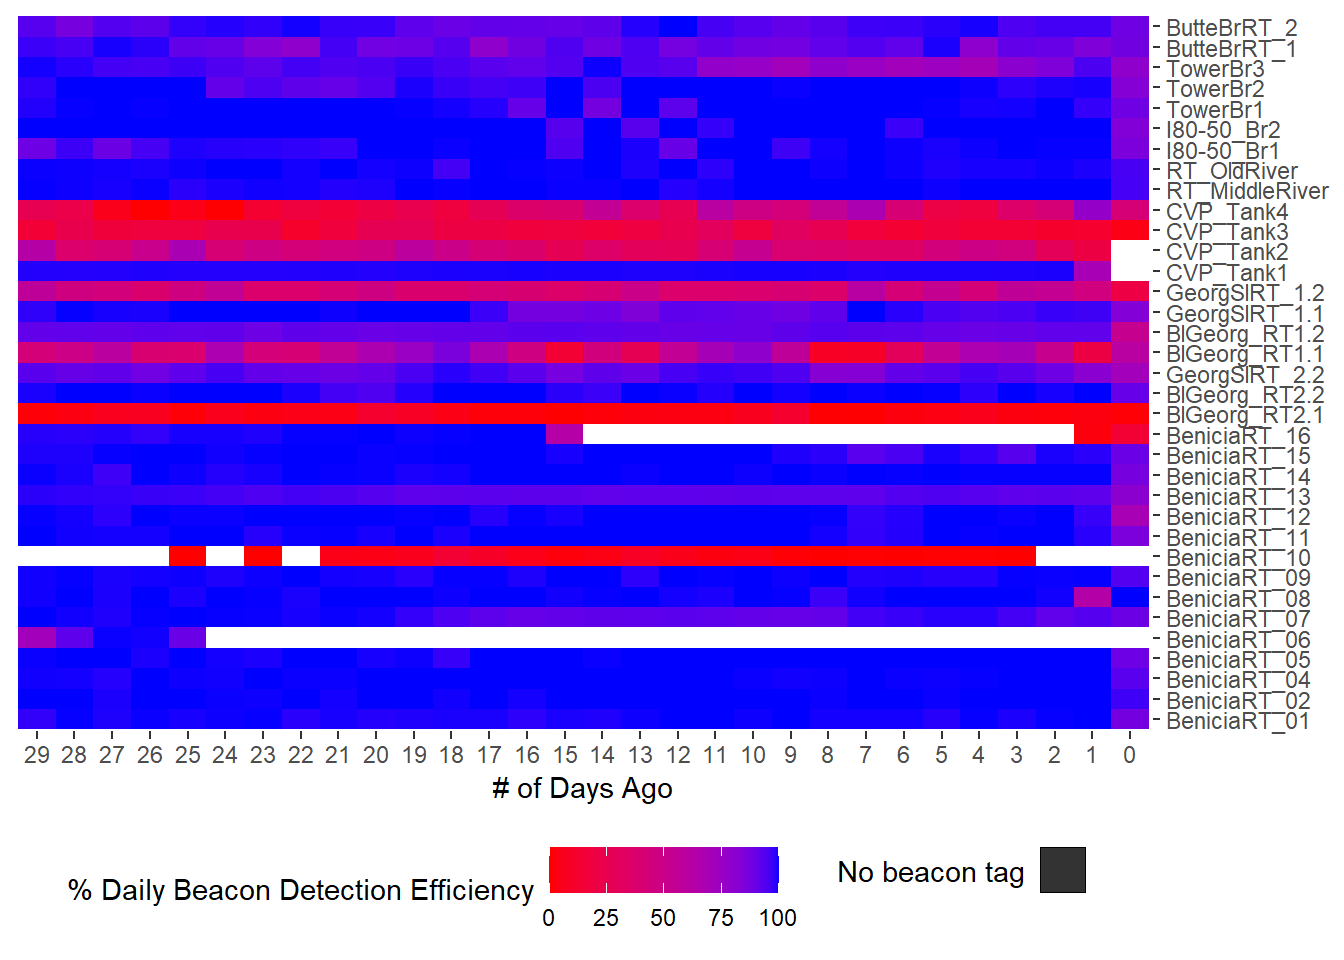 ButteBrRT_2
ButteBrRT_1
TowerBr3
TowerBr2
TowerBr1
I80-50_Br2
I80-50_Br1
RT_OldRiver
RT_MiddleRiver
CVP_Tank4
CVP_Tank3
CVP_Tank2
CVP_Tank1
GeorgSlRT_1.2
GeorgSlRT_1.1
BlGeorg_RT1.2
BlGeorg_RT1.1
GeorgSlRT_2.2
BlGeorg_RT2.2
BlGeorg_RT2.1
BeniciaRT_16
BeniciaRT_15
BeniciaRT_14
BeniciaRT_13
BeniciaRT_12
BeniciaRT_11
BeniciaRT_10
BeniciaRT_09
BeniciaRT_08
BeniciaRT_07
BeniciaRT_06
BeniciaRT_05
BeniciaRT_04
BeniciaRT_02
BeniciaRT_01
29 28 27 26 25 24 23 22 21 20 19 18 17 16 15 14 13 12 11 10 9 8 7 6 5 4 3 2 1 0
# of Days Ago
% Daily Beacon Detection Efficiency
0 25 50 75 100
No beacon tag